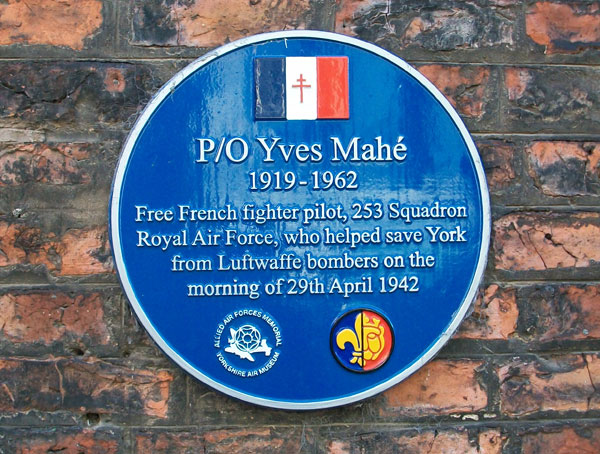 P/O Yves Mahé
1919-1962
Free French fighter pilot, 253 Squadron
Royal Air Force, who helped save York
from Luftwaffe bombers on the
morning of 29th April 1942
ALLIED AIR FORCES MEMORIAL
YORKSHIRE AIR MUSEUM